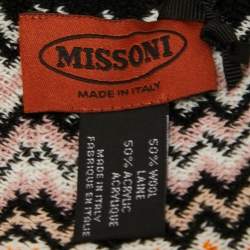 MISSONI
MADE IN ITALY
50% WOOL
50% ACRYLIC
LAINE
ACRYLIQUE
MADE IN ITALY
FABRIQUE EN ITALIE